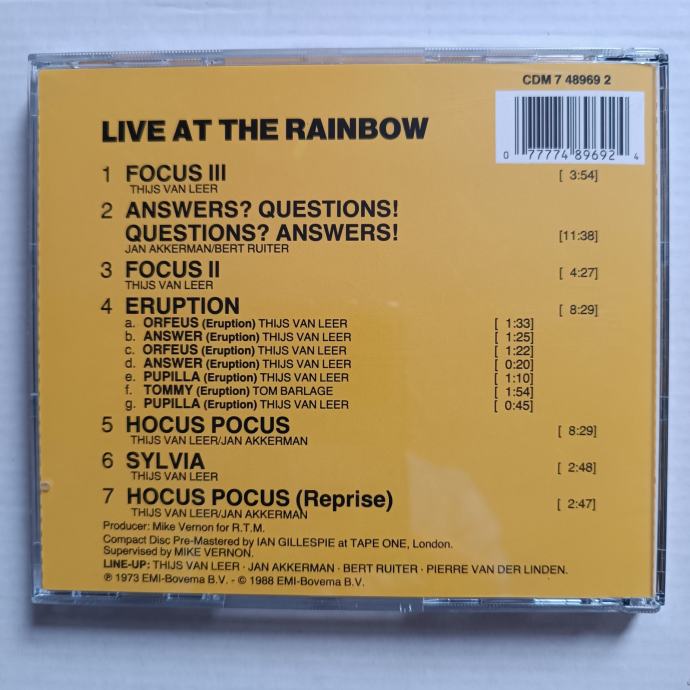 CDM 7 48969 2
0 77774 89692 4
LIVE AT THE RAINBOW
1 FOCUS III [ 3:54]
THIJS VAN LEER
2 ANSWERS? QUESTIONS!
QUESTIONS? ANSWERS! [11:38]
JAN AKKERMAN/BERT RUITER
3 FOCUS II [ 4:27]
THIJS VAN LEER
4 ERUPTION [ 8:29]
a. ORFEUS (Eruption) THIJS VAN LEER [ 1:33]
b. ANSWER (Eruption) THIJS VAN LEER [ 1:25]
c. ORFEUS (Eruption) THIJS VAN LEER [ 1:22]
d. ANSWER (Eruption) THIJS VAN LEER [ 0:20]
e. PUPILLA (Eruption) THIJS VAN LEER [ 1:10]
f. TOMMY (Eruption) TOM BARLAGE [ 1:54]
g. PUPILLA (Eruption) THIJS VAN LEER [ 0:45]
5 HOCUS POCUS [ 8:29]
THIJS VAN LEER/JAN AKKERMAN
6 SYLVIA [ 2:48]
THIJS VAN LEER
7 HOCUS POCUS (Reprise) [ 2:47]
THIJS VAN LEER/JAN AKKERMAN
Producer: Mike Vernon for R.T.M.
Compact Disc Pre-Mastered by IAN GILLESPIE at TAPE ONE, London.
Supervised by MIKE VERNON.
LINE-UP: THIJS VAN LEER · JAN AKKERMAN · BERT RUITER · PIERRE VAN DER LINDEN.
℗ 1973 EMI-Bovema B.V. - © 1988 EMI-Bovema B.V.